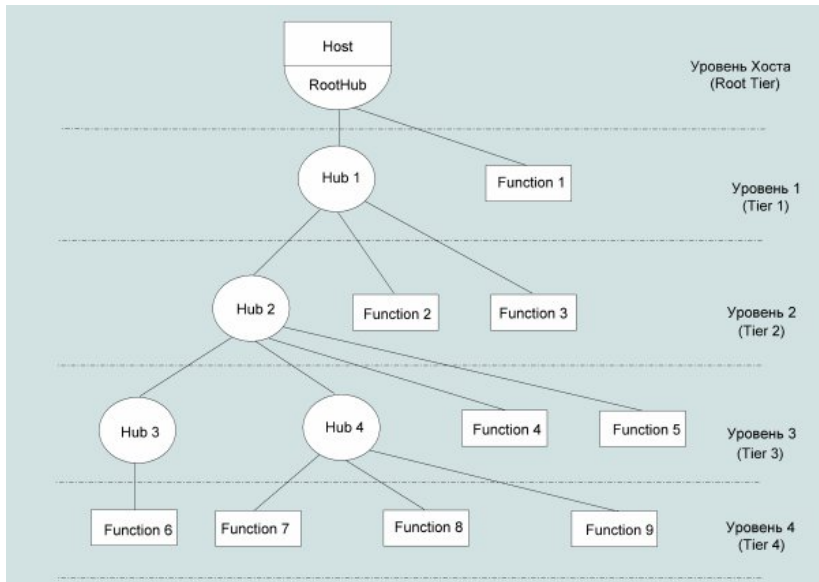 Host
RootHub
Уровень Хоста
(Root Tier)
Hub 1
Function 1
Уровень 1
(Tier 1)
Hub 2
Function 2
Function 3
Уровень 2
(Tier 2)
Hub 3
Hub 4
Function 4
Function 5
Уровень 3
(Tier 3)
Function 6
Function 7
Function 8
Function 9
Уровень 4
(Tier 4)